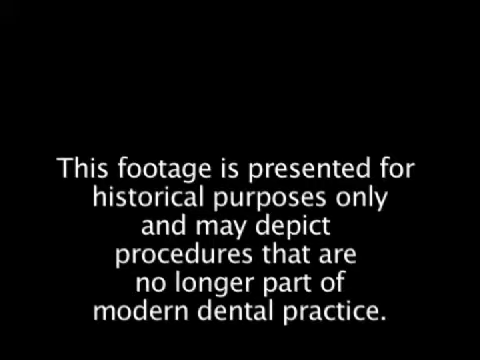 This footage is presented for
historical purposes only
and may depict
procedures that are
no longer part of
modern dental practice.